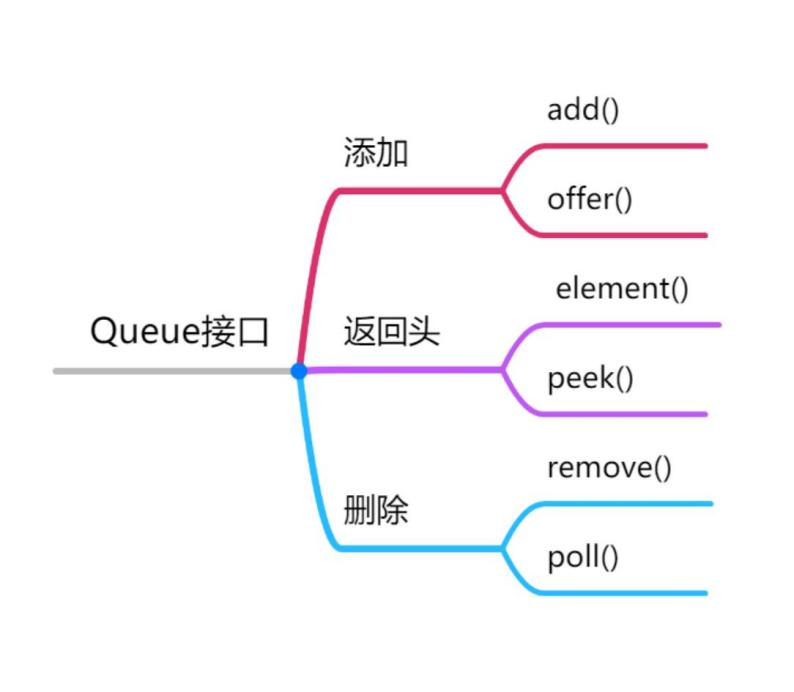 Queue接口
添加
add()
offer()
返回头
element()
peek()
删除
remove()
poll()